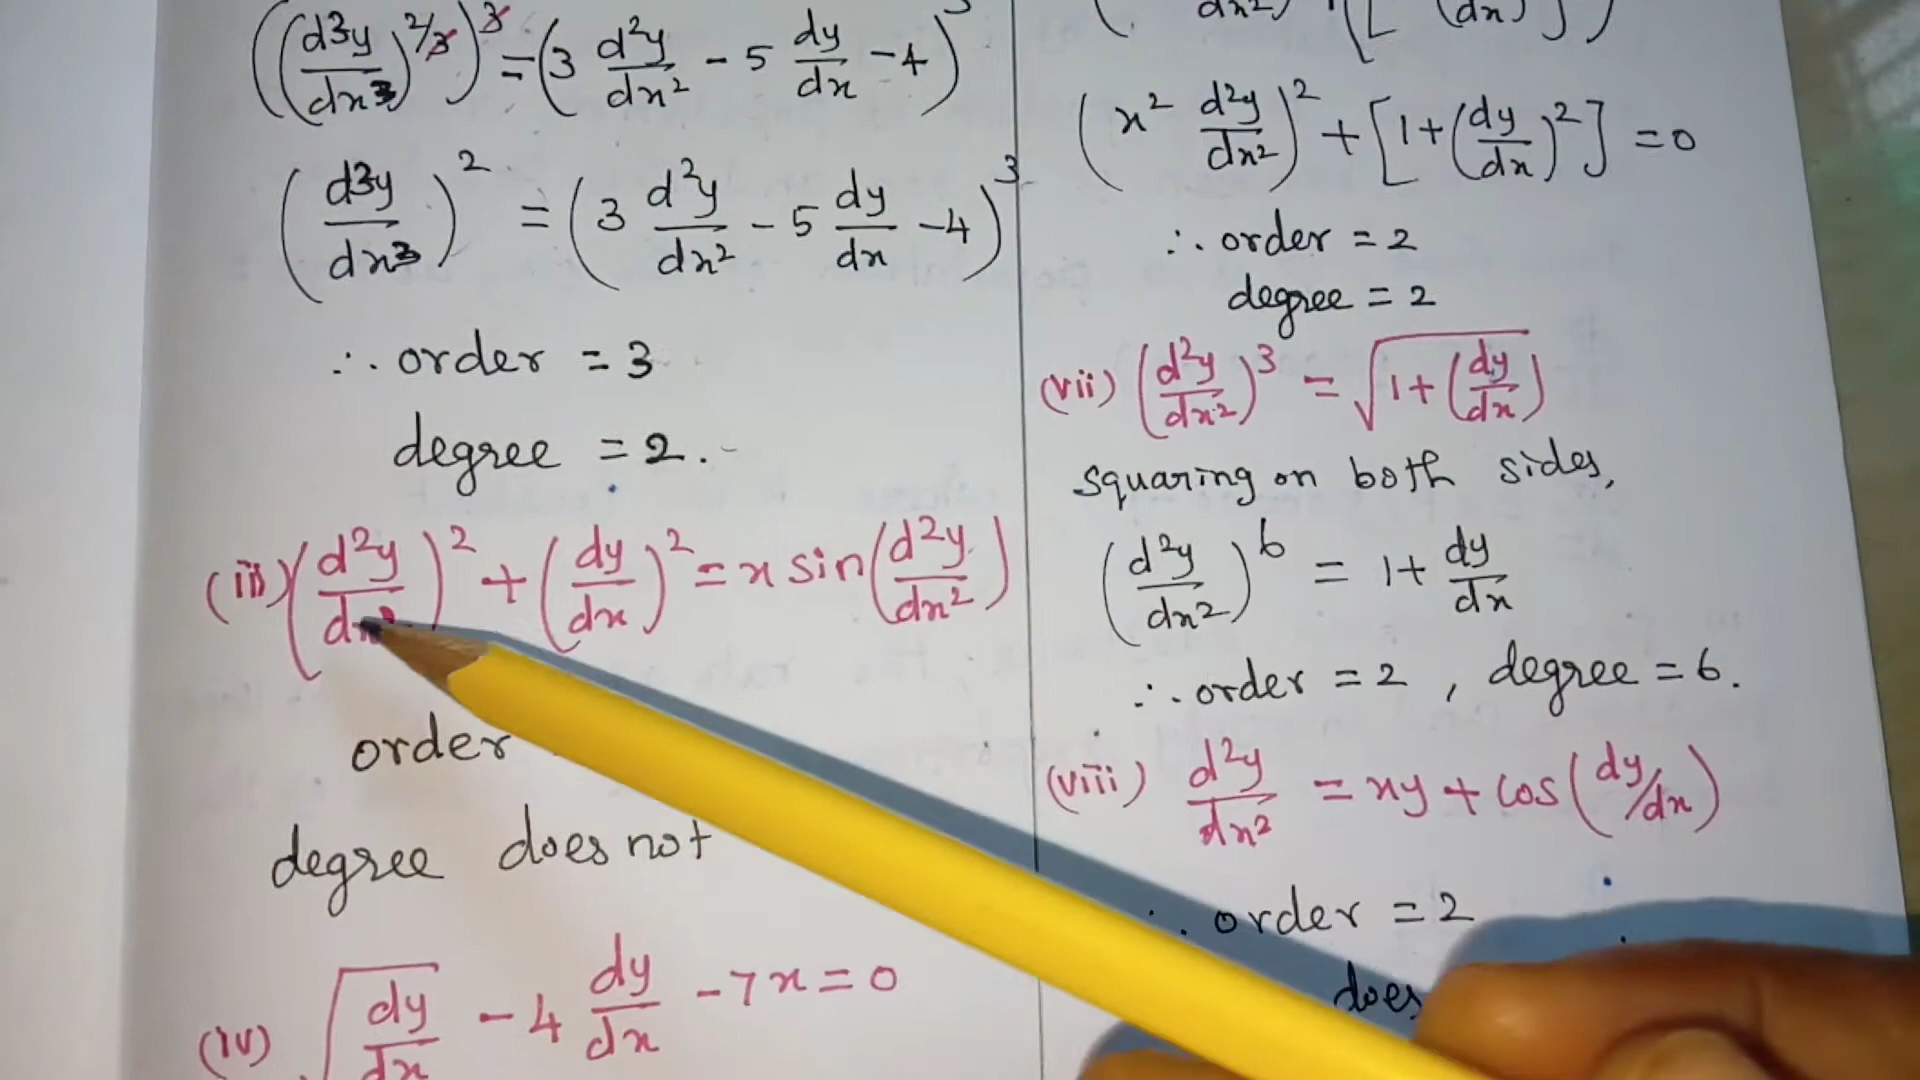 ((d³y/dx³)^2/3)^3 = (3 d²y/dx² - 5 dy/dx - 4)
(d³y/dx³)² = (3 d²y/dx² - 5 dy/dx - 4)³
∴ order = 3
degree = 2.
(iii) (d²y/dx²)² + (dy/dx)² = x sin(d²y/dx²)
order
degree does not
(iv) √dy/dx - 4 dy/dx - 7x = 0
(x² d²y/dx²)² + [1+(dy/dx)²] = 0
∴ order = 2
degree = 2
(vii) (d²y/dx²)³ = √1+(dy/dx)
squaring on both sides,
(d²y/dx²)⁶ = 1+ dy/dx
∴ order = 2, degree = 6.
(viii) d²y/dx² = xy + cos(dy/dx)
∴ order = 2
does